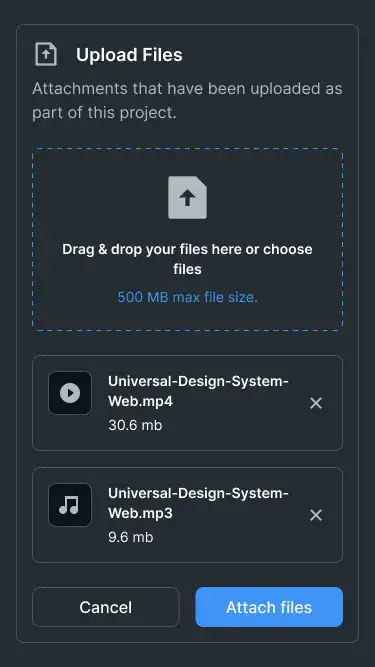 Upload Files
Attachments that have been uploaded as
part of this project.
Drag & drop your files here or choose
files
500 MB max file size.
Universal-Design-System-
Web.mp4
30.6 mb
Universal-Design-System-
Web.mp3
9.6 mb
Cancel
Attach files